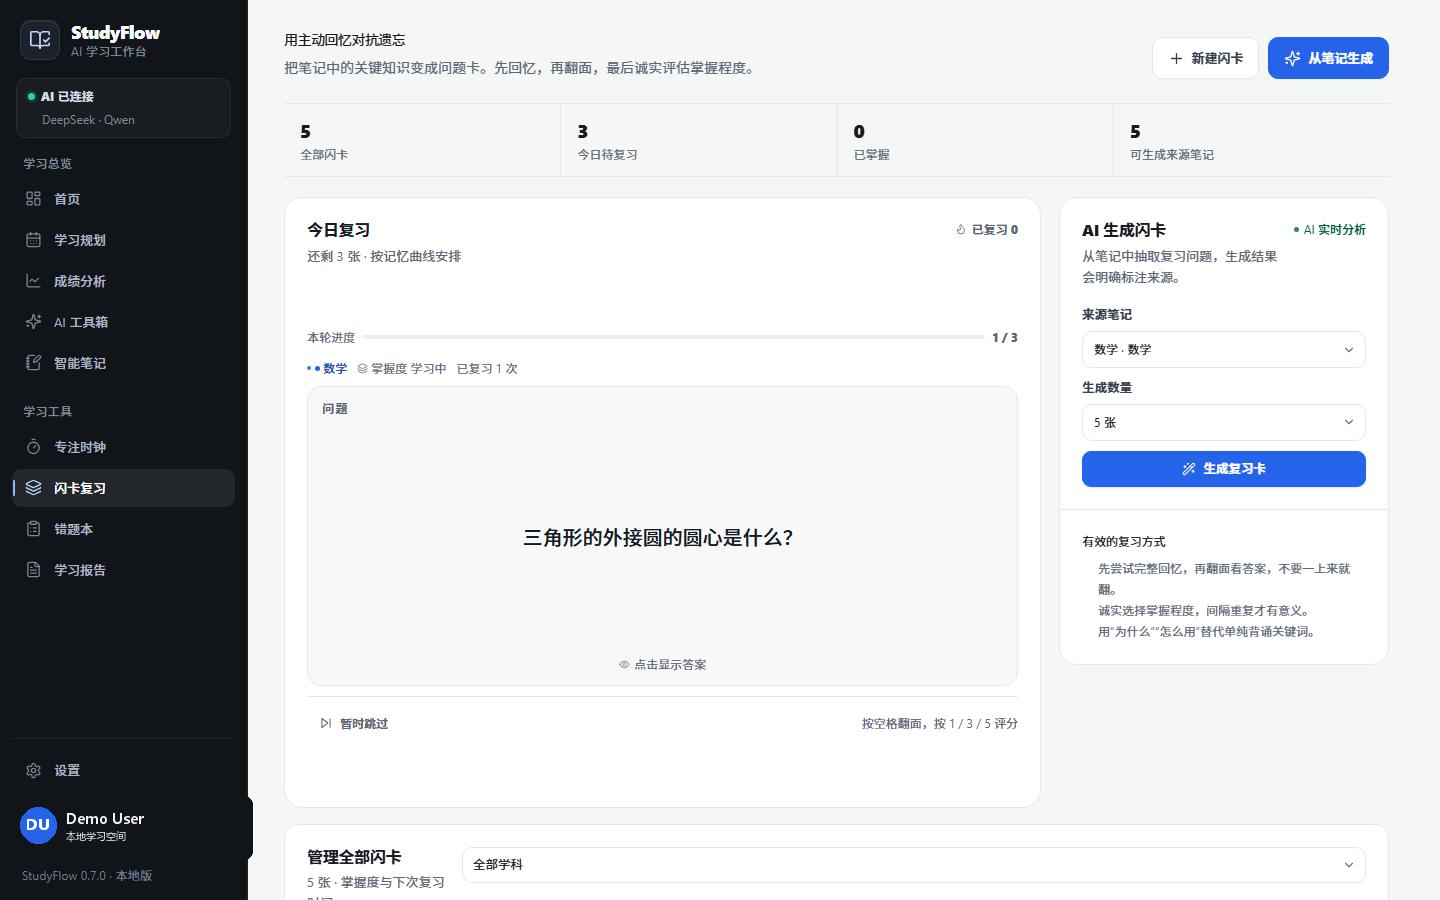 StudyFlow
AI 学习工作台
AI 已连接
DeepSeek · Qwen
学习总览
首页
学习规划
成绩分析
AI 工具箱
智能笔记
学习工具
专注时钟
闪卡复习
错题本
学习报告
设置
DU
Demo User
本地学习空间
StudyFlow 0.7.0 · 本地版
用主动回忆对抗遗忘
把笔记中的关键知识变成问题卡。先回忆，再翻面，最后诚实评估掌握程度。
新建闪卡
从笔记生成
5
全部闪卡
3
今日待复习
0
已掌握
5
可生成来源笔记
今日复习
已复习 0
还剩 3 张 · 按记忆曲线安排
本轮进度
1 / 3
数学 掌握度 学习中 已复习 1 次
问题
三角形的外接圆的圆心是什么？
点击显示答案
暂时跳过
按空格翻面，按 1 / 3 / 5 评分
AI 生成闪卡
AI 实时分析
从笔记中抽取复习问题，生成结果
会明确标注来源。
来源笔记
数学 · 数学
生成数量
5 张
生成复习卡
有效的复习方式
先尝试完整回忆，再翻面看答案，不要一上来就
翻。
诚实选择掌握程度，间隔重复才有意义。
用“为什么”“怎么用”替代单纯背诵关键词。
管理全部闪卡
5 张 · 掌握度与下次复习
全部学科